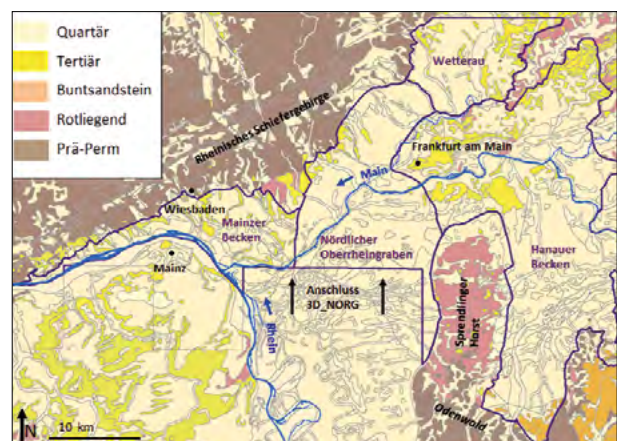 Quartär
Tertiär
Buntsandstein
Rotliegend
Prä-Perm
Wetterau
Rheinisches Schiefergebirge
Frankfurt am Main
Main
Wiesbaden
Mainzer
Becken
Nördlicher
Oberrheingraben
Hanauer
Becken
Mainz
Anschluss
3D_NORG
Rhein
Sprendlinger
Horst
Odenwald
N
10 km